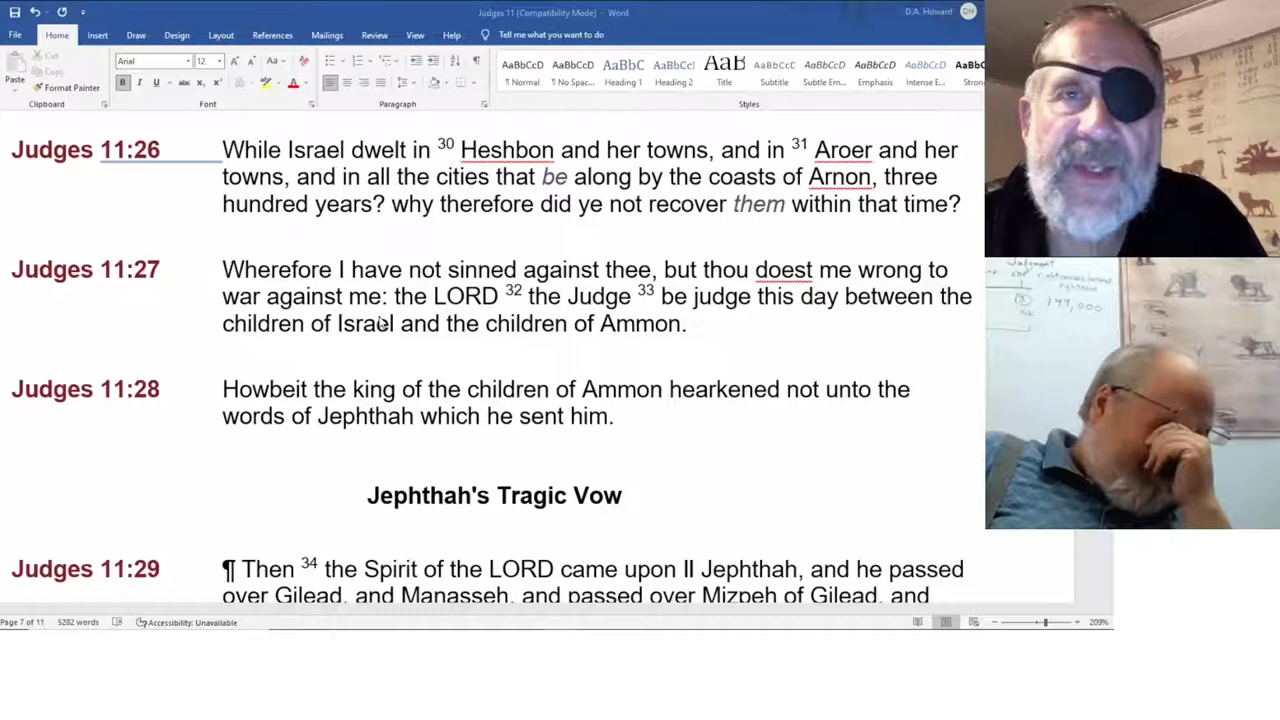 Judges 11 [Compatibility Mode] - Word
D.A. Howard DH
File Home Insert Draw Design Layout References Mailings Review View Help Tell me what you want to do
Cut
Copy
Format Painter
Paste
Arial 12
AaBbCcD AaBbCcD AaBbC AaBbCcl AaB AaBbCcD AaBbCcD AaBbCcD AaBbCcD AaBbC
¶ Normal ¶ No Spac... Heading 1 Heading 2 Title Subtitle Subtle Em... Emphasis Intense E... Strong
Clipboard Font Paragraph Styles
Judges 11:26 While Israel dwelt in 30 Heshbon and her towns, and in 31 Aroer and her
towns, and in all the cities that be along by the coasts of Arnon, three
hundred years? why therefore did ye not recover them within that time?
Judges 11:27 Wherefore I have not sinned against thee, but thou doest me wrong to
war against me: the LORD 32 the Judge 33 be judge this day between the
children of Israel and the children of Ammon.
Judges 11:28 Howbeit the king of the children of Ammon hearkened not unto the
words of Jephthah which he sent him.
Jephthah's Tragic Vow
Judges 11:29 ¶ Then 34 the Spirit of the LORD came upon II Jephthah, and he passed
over Gilead, and Manasseh, and passed over Mizpeh of Gilead, and
Page 7 of 11 5282 words Accessibility: Unavailable 209%
Judgment
144,000